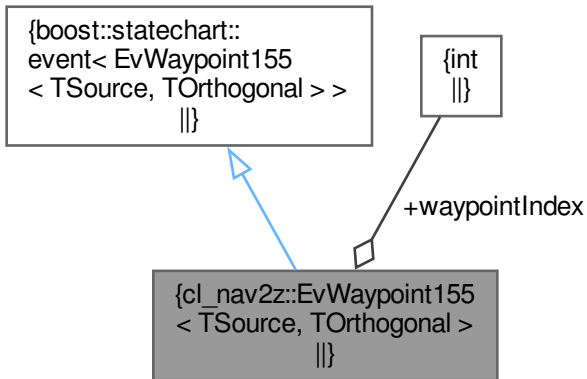 {boost::statechart::
event< EvWaypoint155
< TSource, TOrthogonal > >
||}
{int
||}
+waypointIndex
{cl_nav2z::EvWaypoint155
< TSource, TOrthogonal >
||}